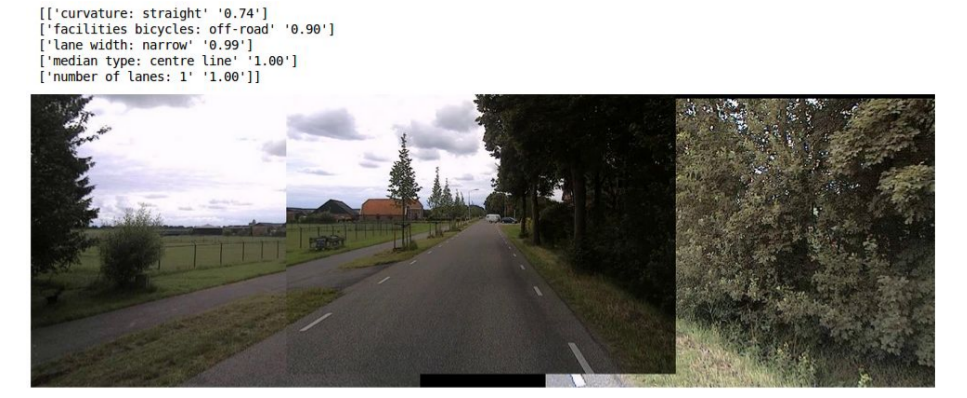 [['curvature: straight' '0.74']
['facilities bicycles: off-road' '0.90']
['lane width: narrow' '0.99']
['median type: centre line' '1.00']
['number of lanes: 1' '1.00']]